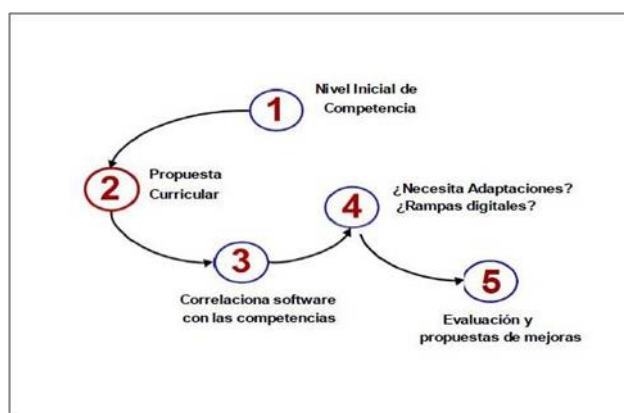 1
Nivel Inicial de
Competencia
2
Propuesta
Curricular
3
Correlaciona software
con las competencias
4
¿Necesita Adaptaciones?
¿Rampas digitales?
5
Evaluación y
propuestas de mejoras